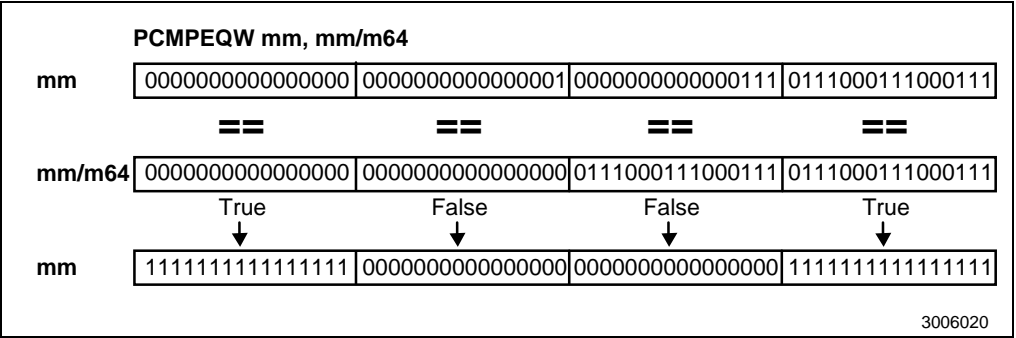 PCMPEQW mm, mm/m64
mm 0000000000000000 0000000000000001 0000000000000111 0111000111000111
== == == ==
mm/m64 0000000000000000 0000000000000000 0111000111000111 0111000111000111
True False False True
mm 1111111111111111 0000000000000000 0000000000000000 1111111111111111
3006020